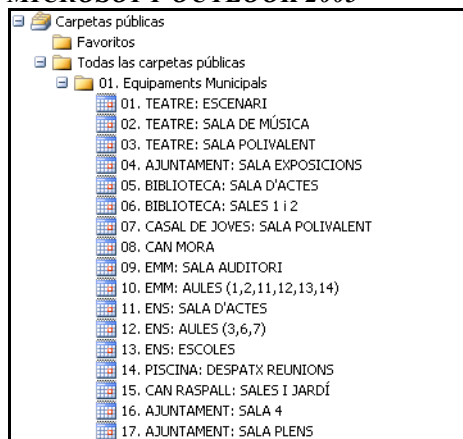 MICROSOFT OUTLOOK 2003
Carpetas públicas
Favoritos
Todas las carpetas públicas
01. Equipaments Municipals
01. TEATRE: ESCENARI
02. TEATRE: SALA DE MÚSICA
03. TEATRE: SALA POLIVALENT
04. AJUNTAMENT: SALA EXPOSICIONS
05. BIBLIOTECA: SALA D'ACTES
06. BIBLIOTECA: SALES 1 i 2
07. CASAL DE JOVES: SALA POLIVALENT
08. CAN MORA
09. EMM: SALA AUDITORI
10. EMM: AULES (1,2,11,12,13,14)
11. ENS: SALA D'ACTES
12. ENS: AULES (3,6,7)
13. ENS: ESCOLES
14. PISCINA: DESPATX REUNIONS
15. CAN RASPALL: SALES I JARDÍ
16. AJUNTAMENT: SALA 4
17. AJUNTAMENT: SALA PLENS